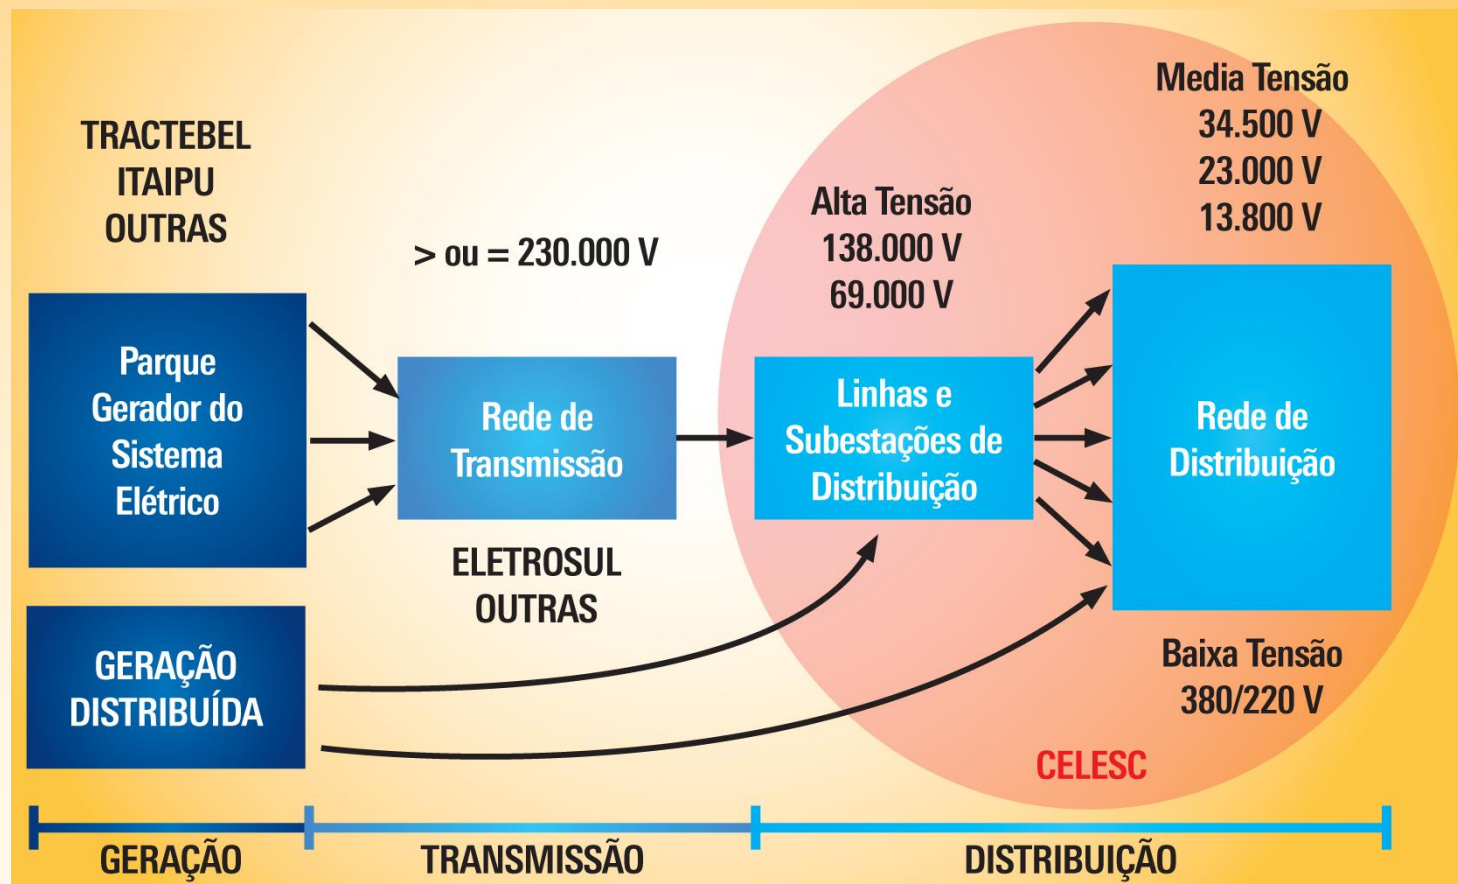 TRACTEBEL
ITAIPU
OUTRAS
Parque
Gerador do
Sistema
Elétrico
GERAÇÃO
DISTRIBUÍDA
> ou = 230.000 V
Rede de
Transmissão
ELETROSUL
OUTRAS
Alta Tensão
138.000 V
69.000 V
Linhas e
Subestações de
Distribuição
Media Tensão
34.500 V
23.000 V
13.800 V
Rede de
Distribuição
Baixa Tensão
380/220 V
CELESC
GERAÇÃO
TRANSMISSÃO
DISTRIBUIÇÃO